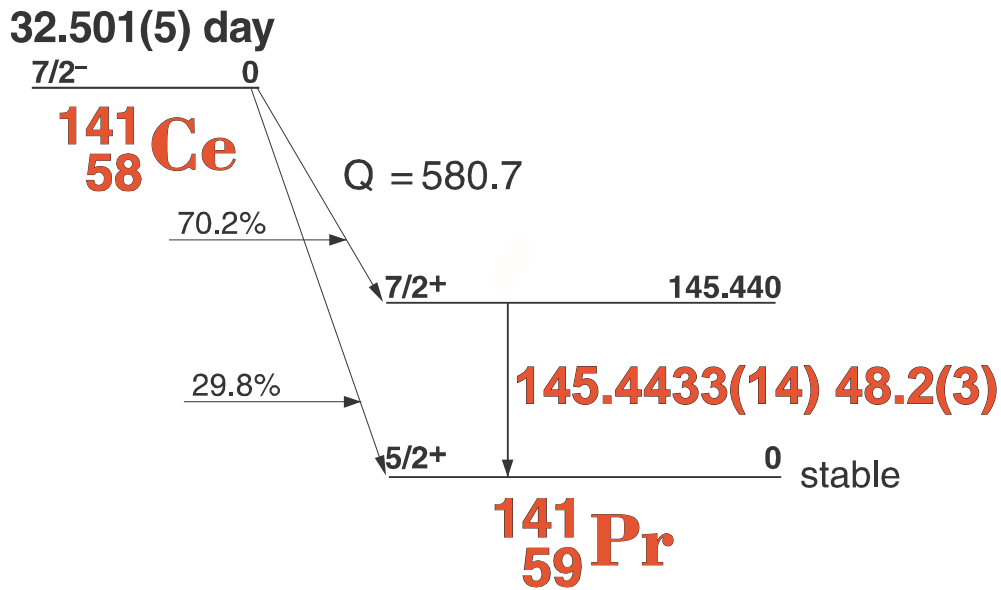 32.501(5) day
7/2− 0
141
58 Ce
Q = 580.7
70.2%
7/2+ 145.440
145.4433(14) 48.2(3)
29.8%
5/2+ 0 stable
141
59 Pr